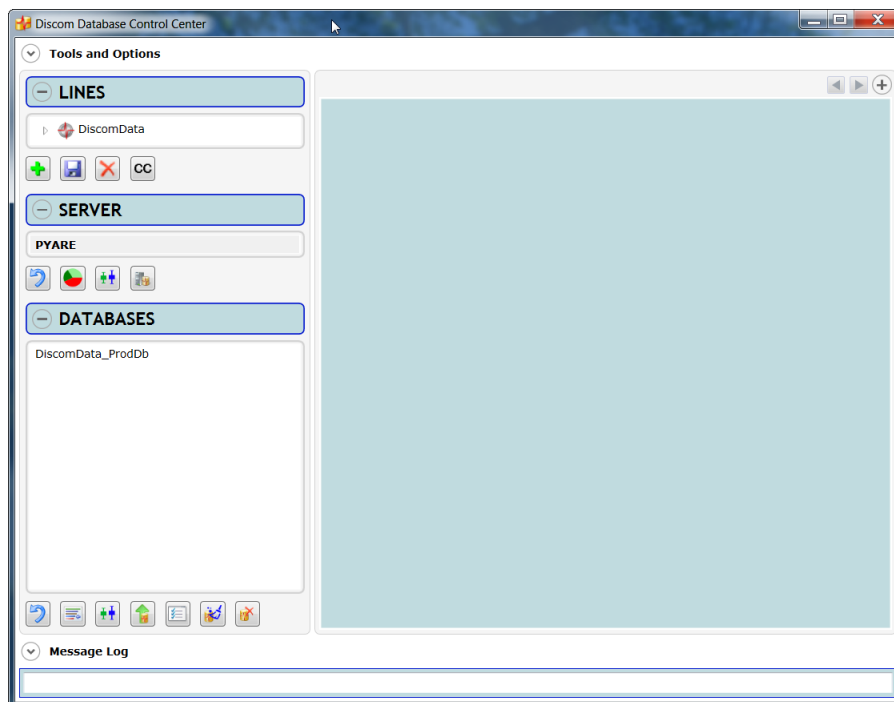 Discom Database Control Center
Tools and Options
LINES
DiscomData
CC
SERVER
PYARE
DATABASES
DiscomData_ProdDb
Message Log